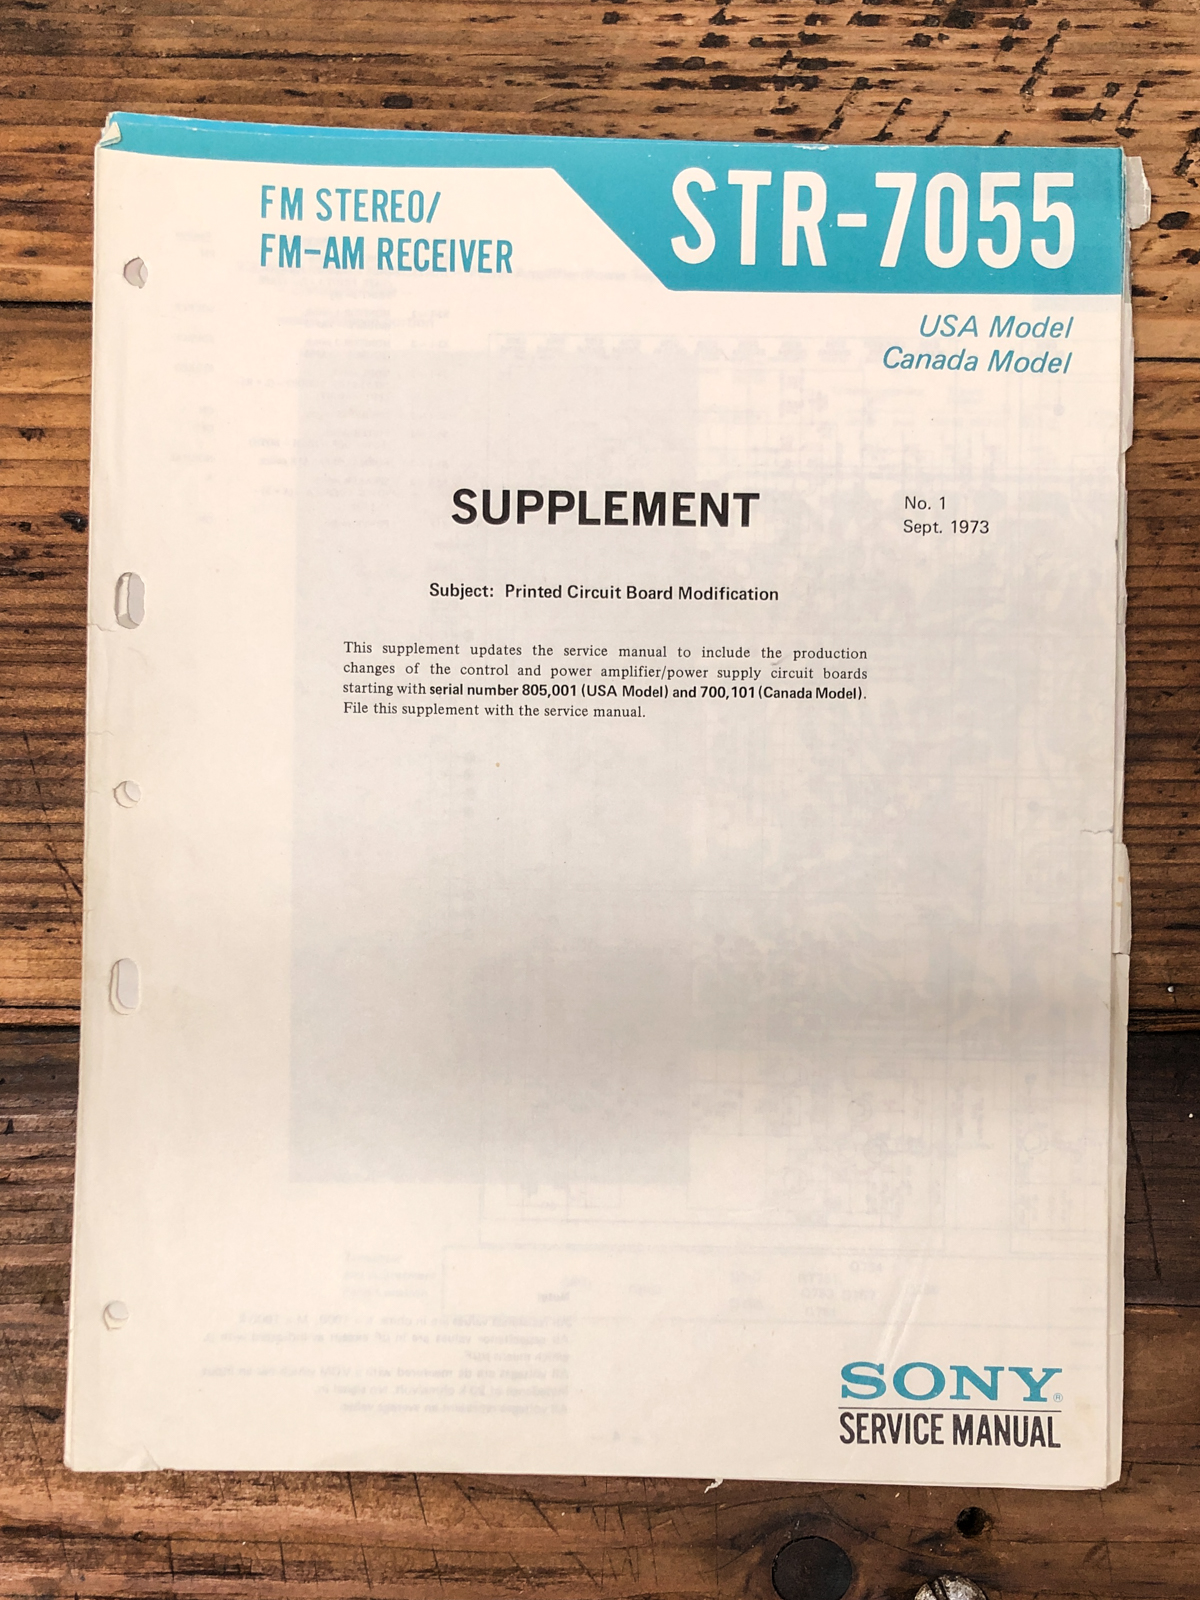 FM STEREO/
FM-AM RECEIVER
STR-7055
USA Model
Canada Model
SUPPLEMENT
No. 1
Sept. 1973
Subject: Printed Circuit Board Modification
This supplement updates the service manual to include the production
changes of the control and power amplifier/power supply circuit boards
starting with serial number 805,001 (USA Model) and 700,101 (Canada Model).
File this supplement with the service manual.
SONY®
SERVICE MANUAL